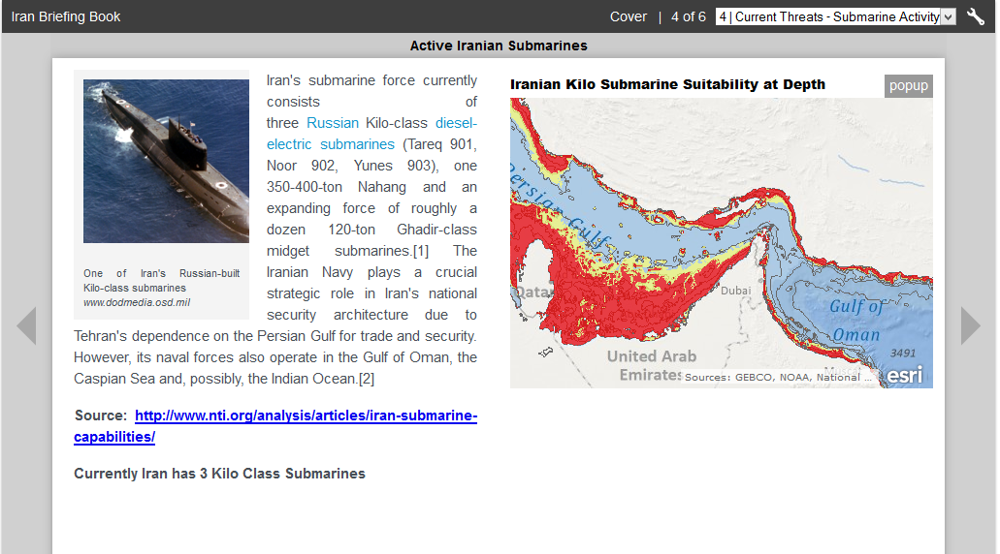 Iran Briefing Book
Cover | 4 of 6 4 | Current Threats - Submarine Activity
Active Iranian Submarines
One of Iran's Russian-built
Kilo-class submarines
www.dodmedia.osd.mil
Iran's submarine force currently
consists of
three Russian Kilo-class diesel-
electric submarines (Tareq 901,
Noor 902, Yunes 903), one
350-400-ton Nahang and an
expanding force of roughly a
dozen 120-ton Ghadir-class
midget submarines.[1] The
Iranian Navy plays a crucial
strategic role in Iran's national
security architecture due to
Tehran's dependence on the Persian Gulf for trade and security.
However, its naval forces also operate in the Gulf of Oman, the
Caspian Sea and, possibly, the Indian Ocean.[2]
Source: http://www.nti.org/analysis/articles/iran-submarine-
capabilities/
Currently Iran has 3 Kilo Class Submarines
Iranian Kilo Submarine Suitability at Depth
popup
Persian Gulf
Qatar
Dubai
Gulf of
Oman
3491
United Arab
Emirates
Sources: GEBCO, NOAA, National ...
esri